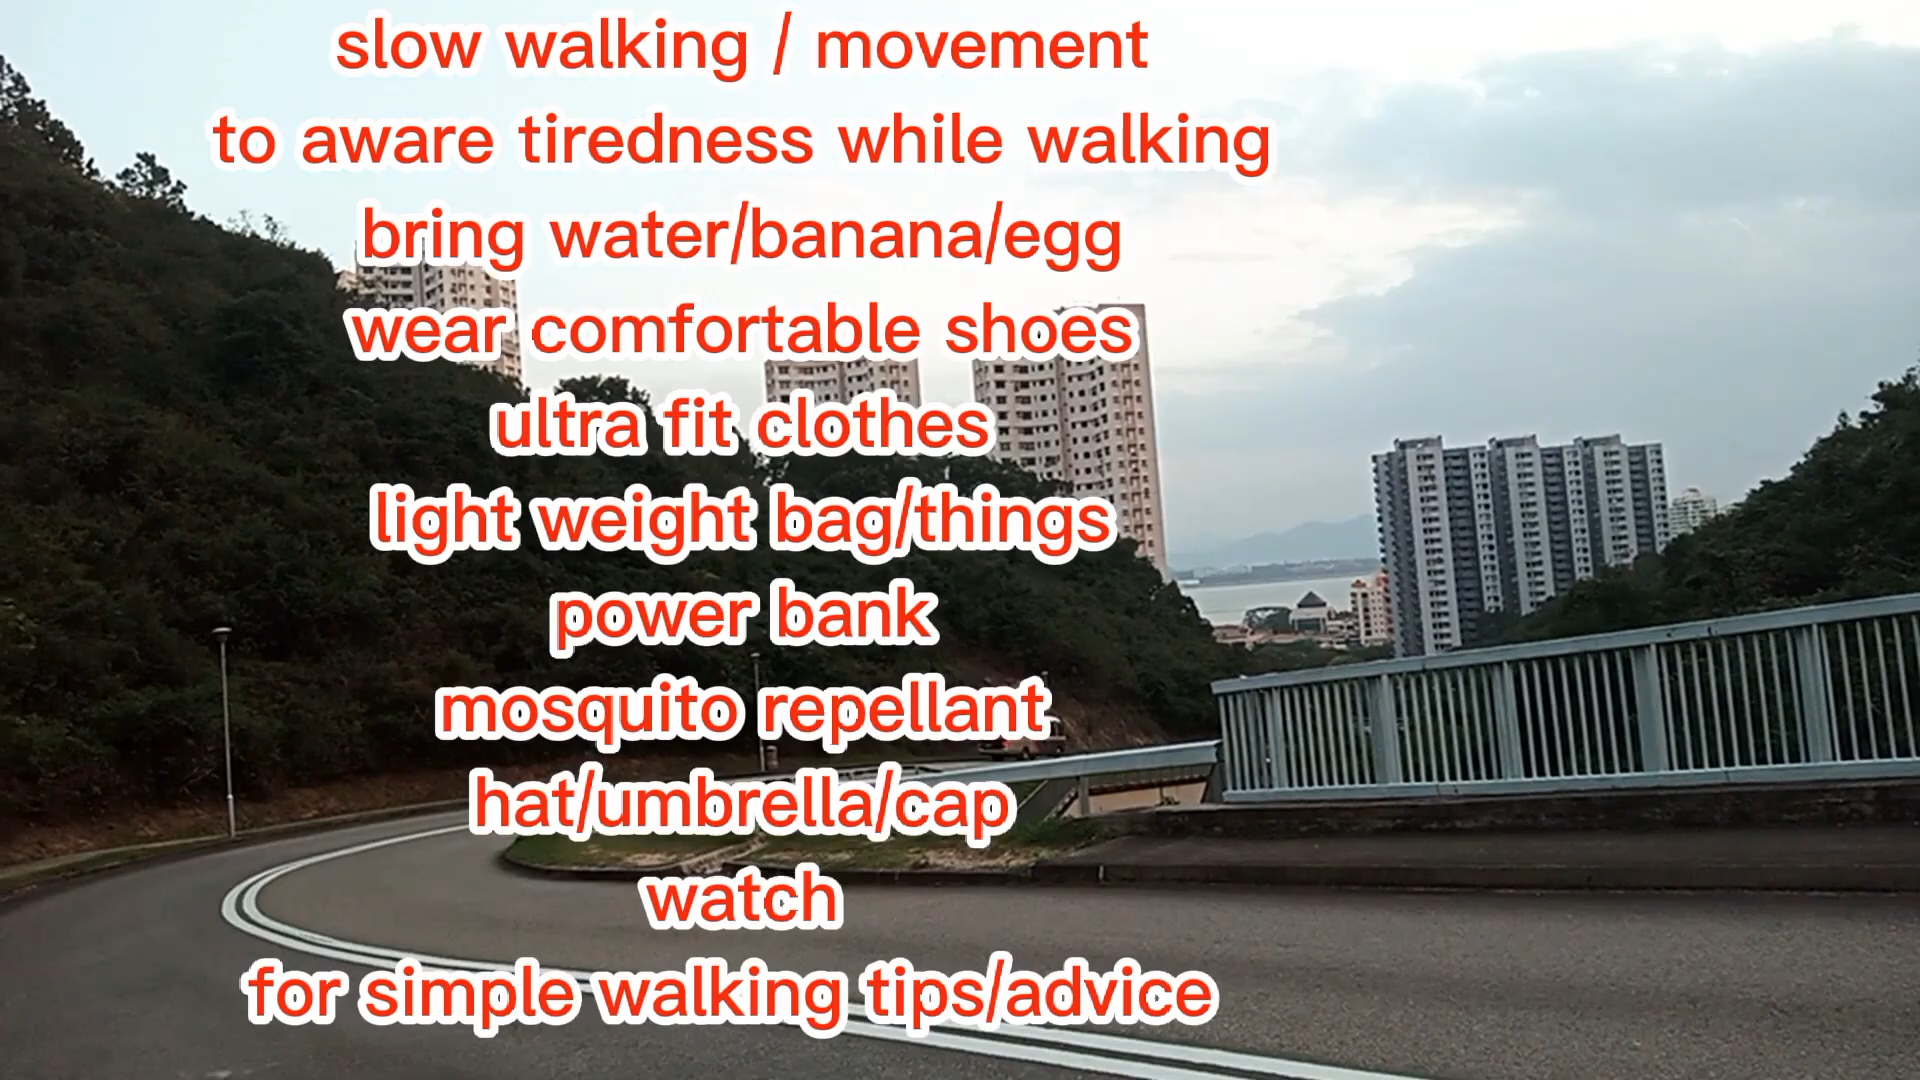 slow walking / movement
to aware tiredness while walking
bring water/banana/egg
wear comfortable shoes
ultra fit clothes
light weight bag/things
power bank
mosquito repellant
hat/umbrella/cap
watch
for simple walking tips/advice